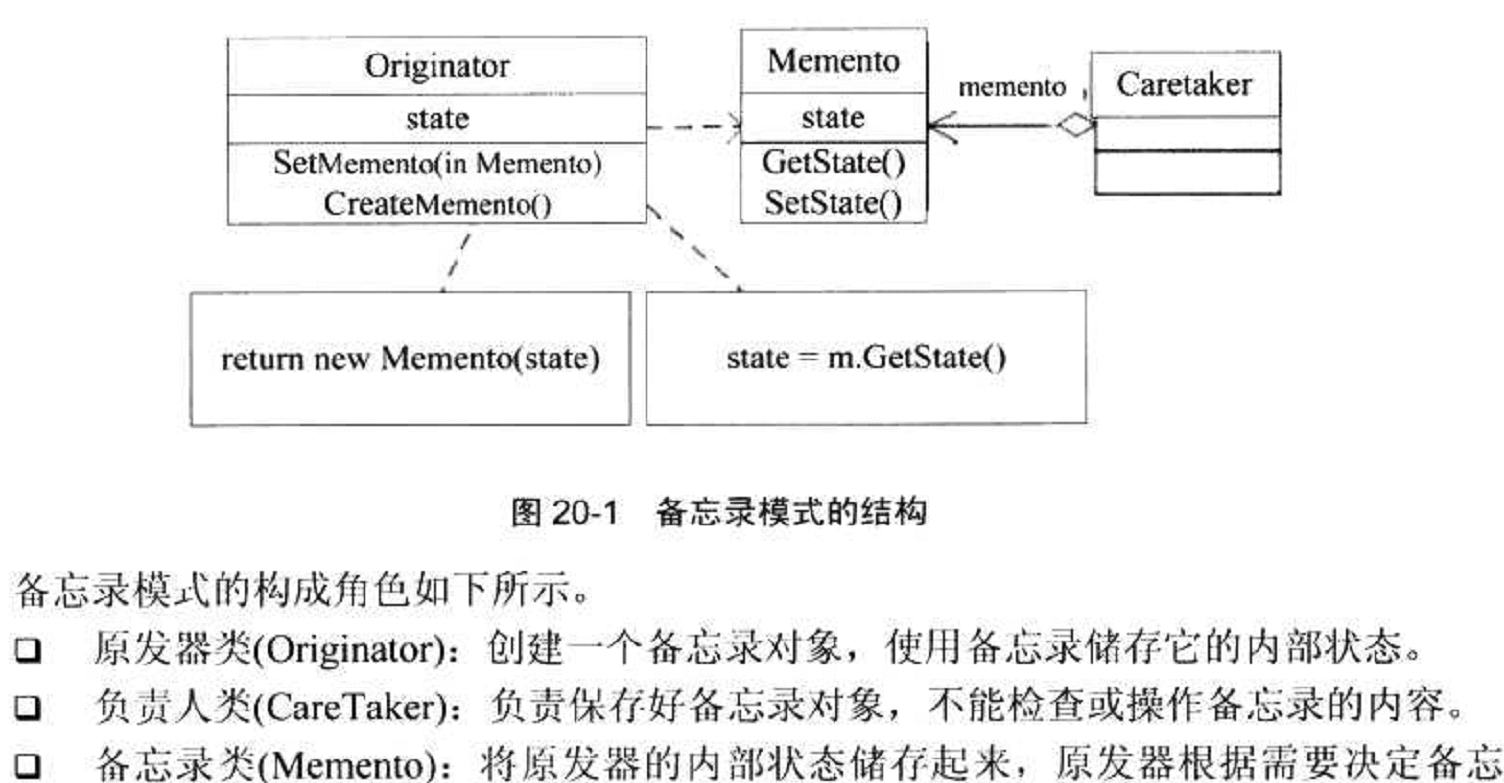 Originator
state
SetMemento(in Memento)
CreateMemento()
Memento
state
GetState()
SetState()
memento
Caretaker
return new Memento(state)
state = m.GetState()
图 20-1 备忘录模式的结构
备忘录模式的构成角色如下所示。
❏ 原发器类(Originator)：创建一个备忘录对象，使用备忘录储存它的内部状态。
❏ 负责人类(CareTaker)：负责保存好备忘录对象，不能检查或操作备忘录的内容。
❏ 备忘录类(Memento)：将原发器的内部状态储存起来，原发器根据需要决定备忘